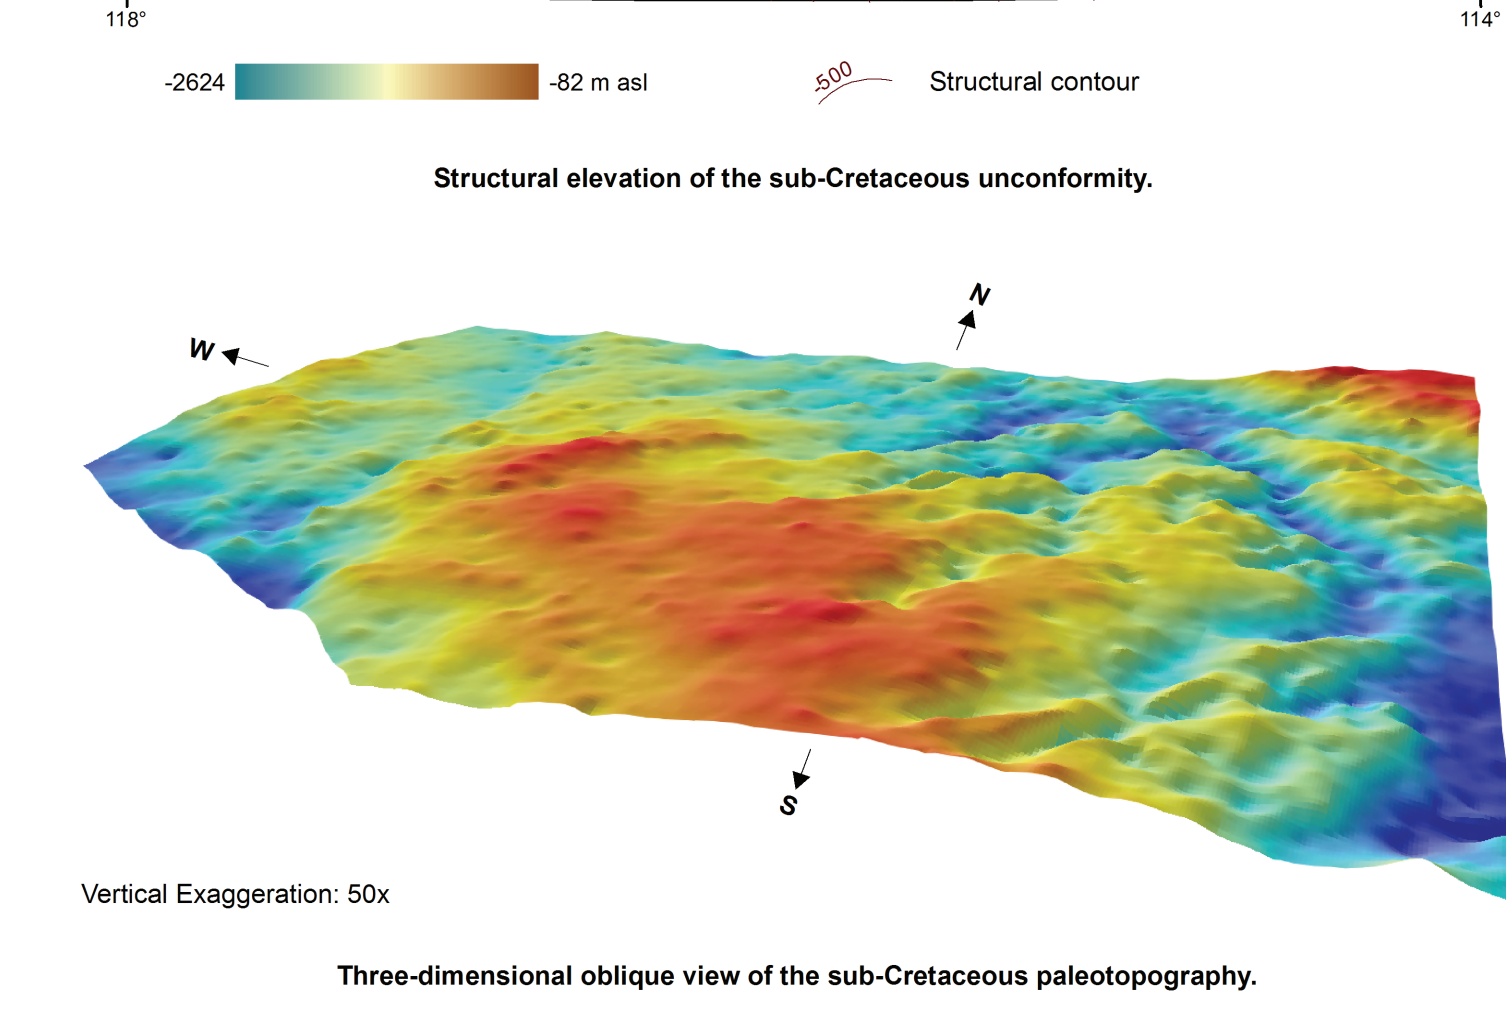 118°
114°
-2624
-82 m asl
-500
Structural contour
Structural elevation of the sub-Cretaceous unconformity.
N
W
S
Vertical Exaggeration: 50x
Three-dimensional oblique view of the sub-Cretaceous paleotopography.